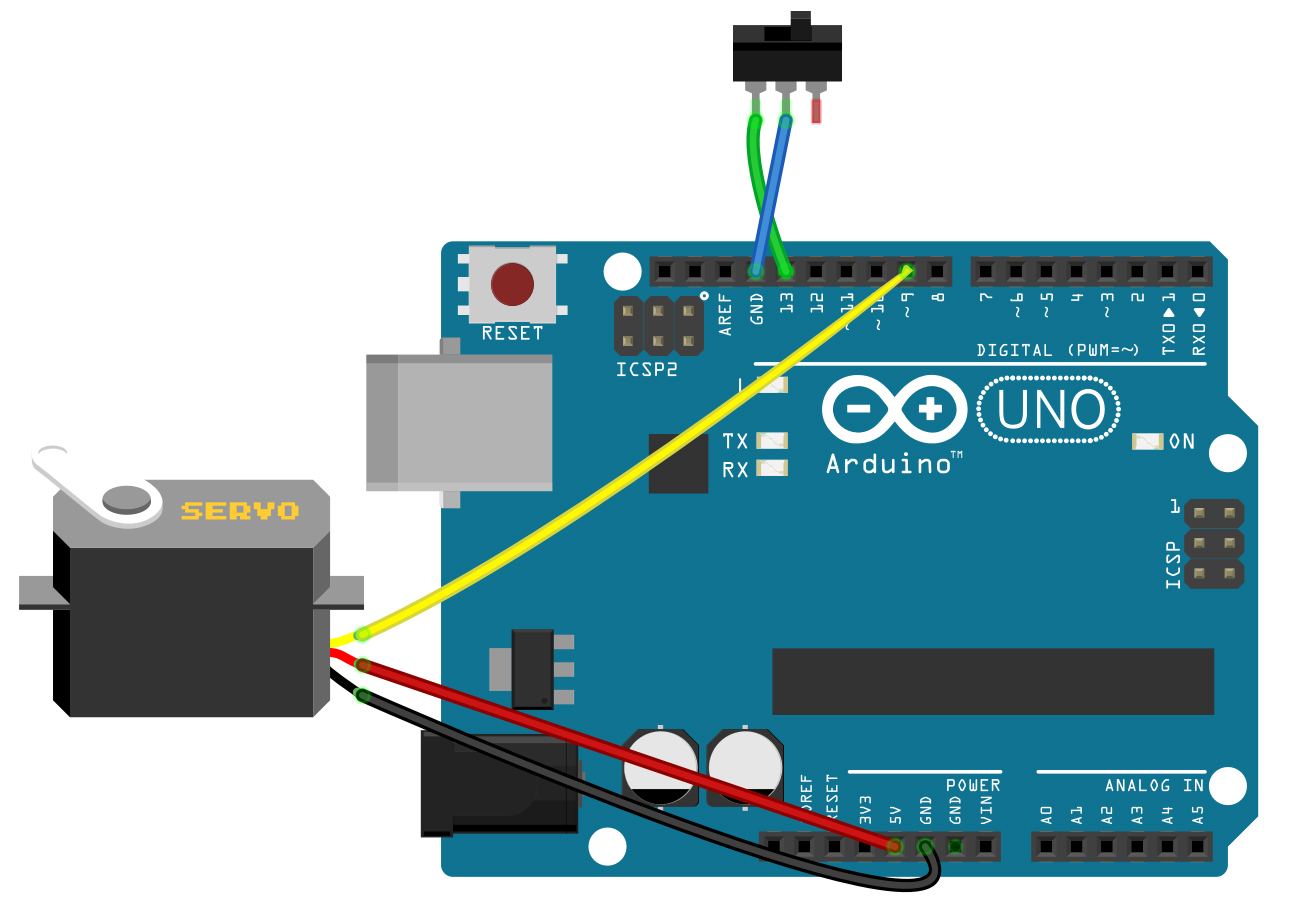 RESET
AREF
GND
13
12
~11
~10
~9
8
7
~6
~5
4
~3
2
TX0▶1
RX0◀0
DIGITAL (PWM=~)
ICSP2
L
TX
RX
UNO
ON
Arduino™
SERVO
1
ICSP
POWER
ANALOG IN
RESET
3V3
5V
GND
GND
VIN
A0
A1
A2
A3
A4
A5